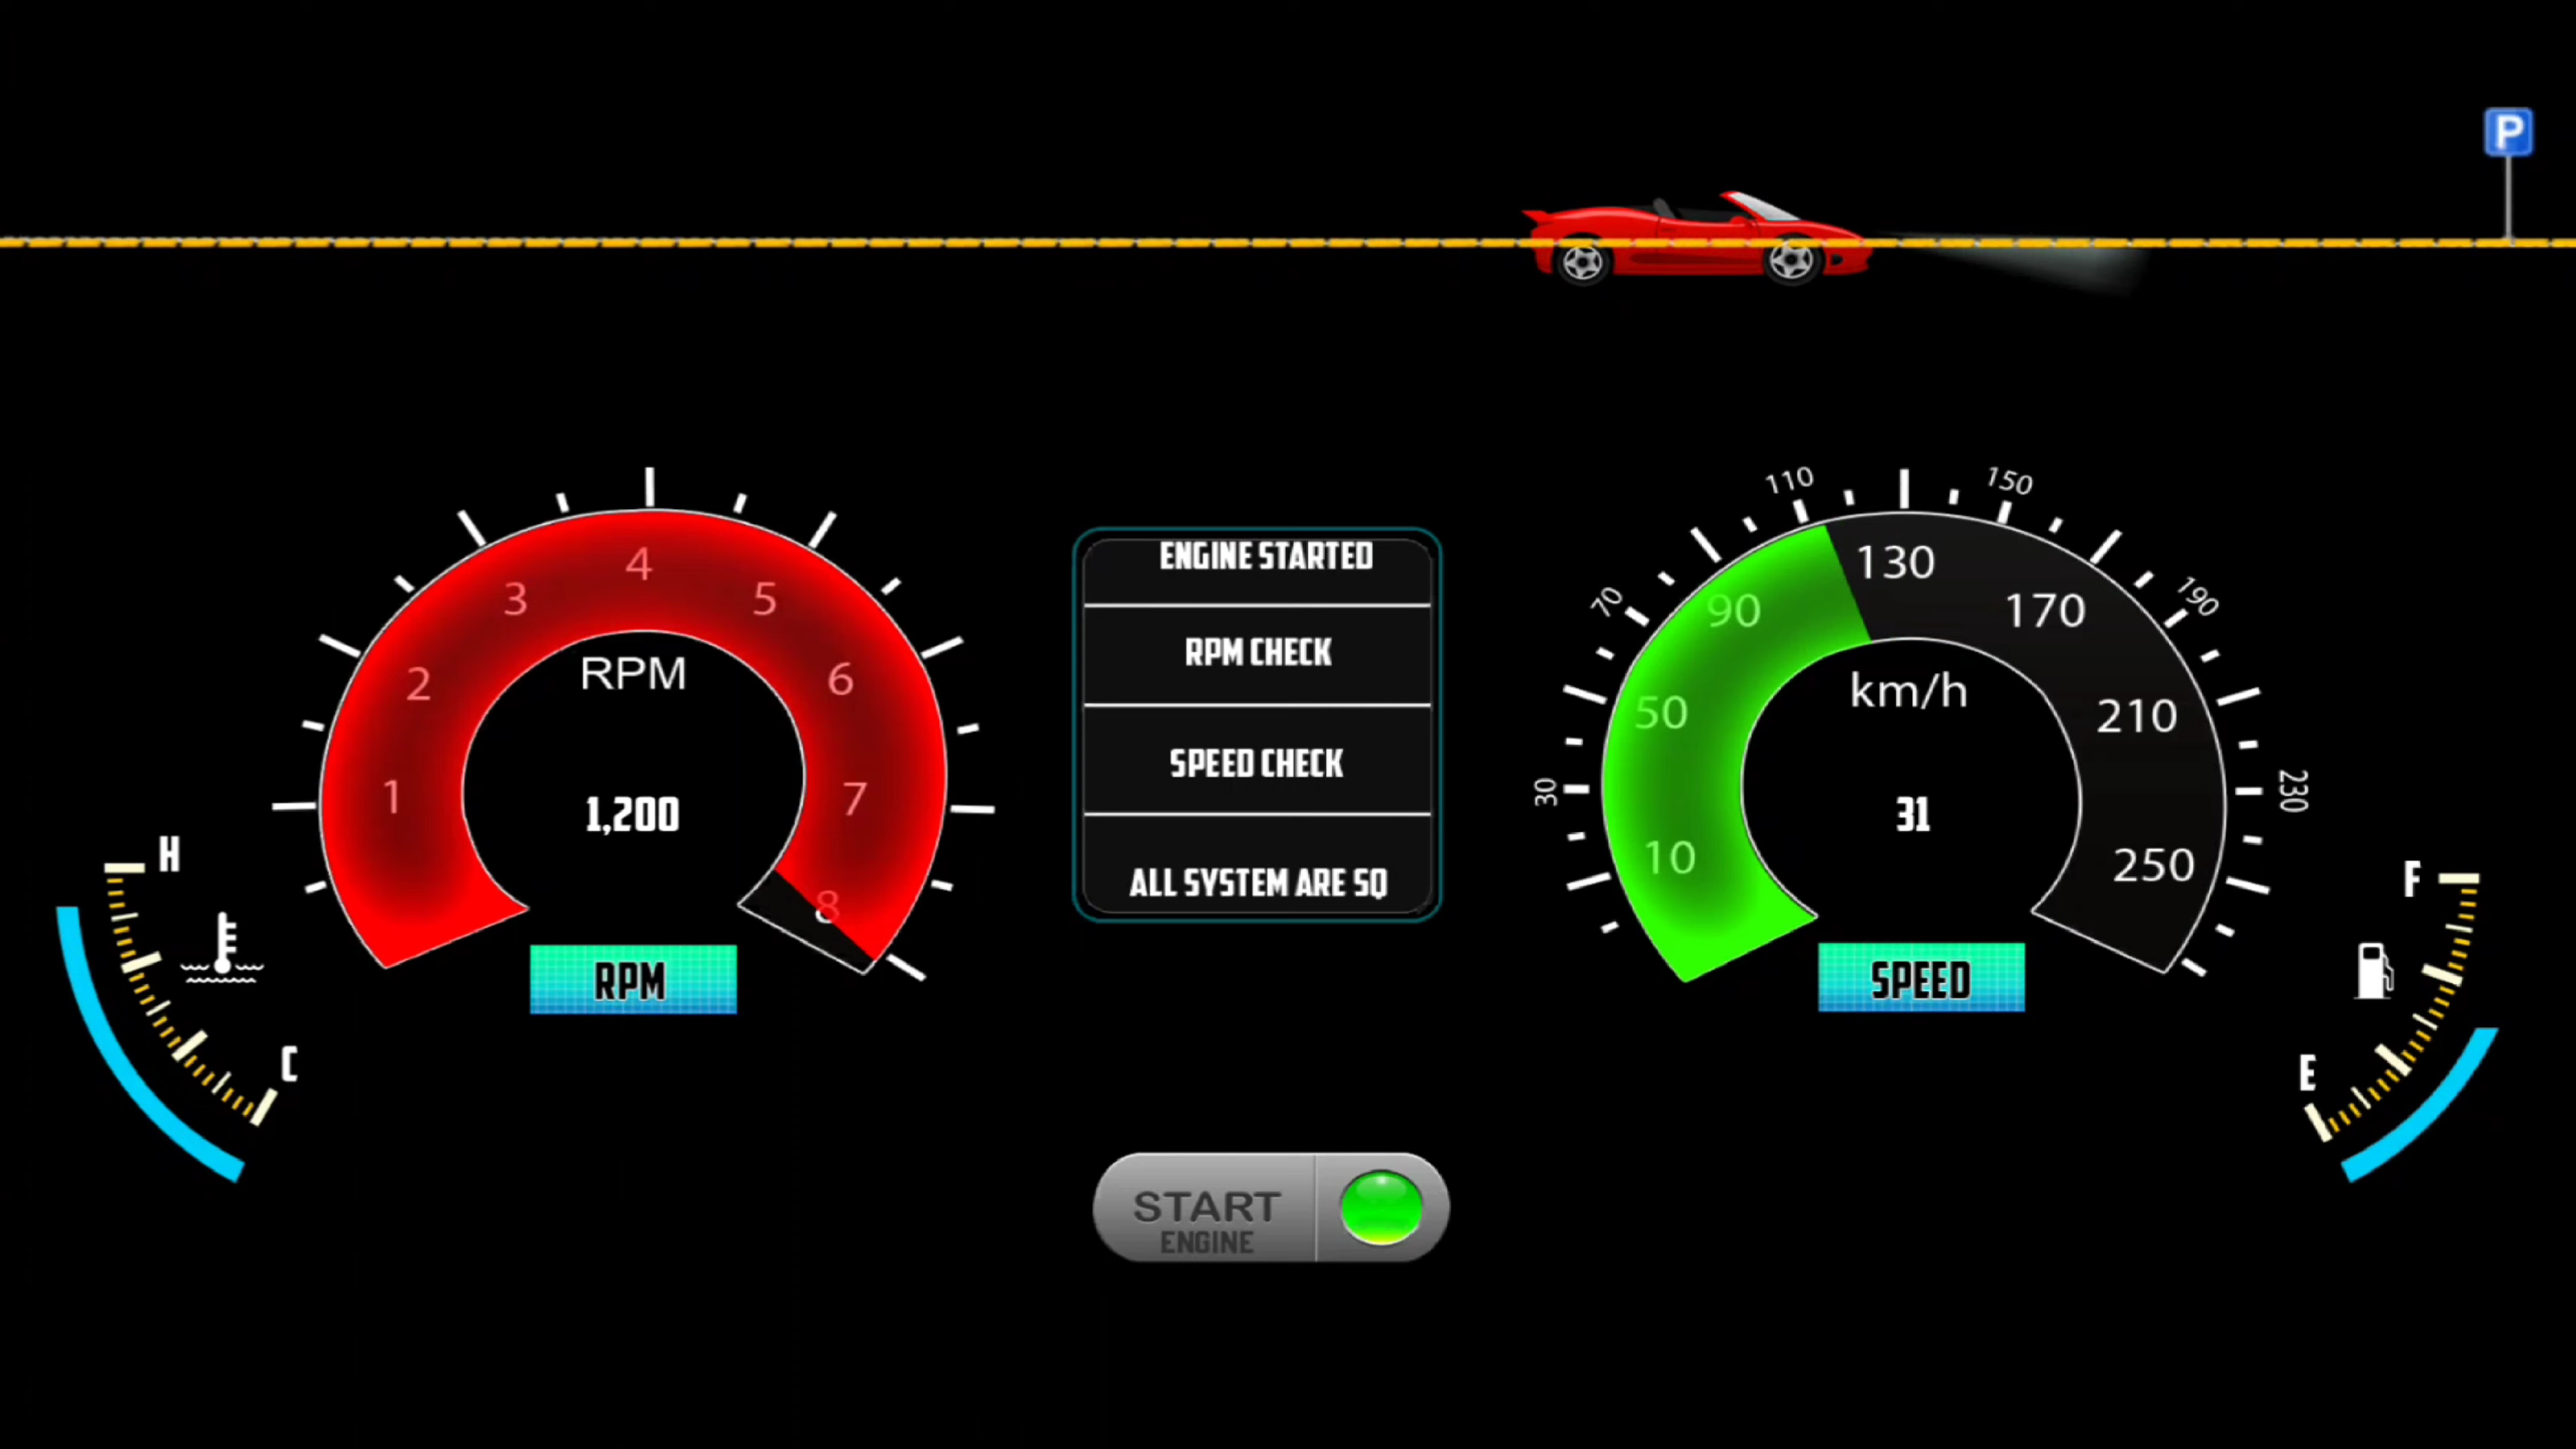 P
110
150
4
130
3
5
90
170
70
190
RPM
ENGINE STARTED
km/h
2
6
50
210
RPM CHECK
1
7
1,200
SPEED CHECK
30
31
230
H
10
250
F
8
ALL SYSTEM ARE SQ
RPM
SPEED
C
E
START
ENGINE